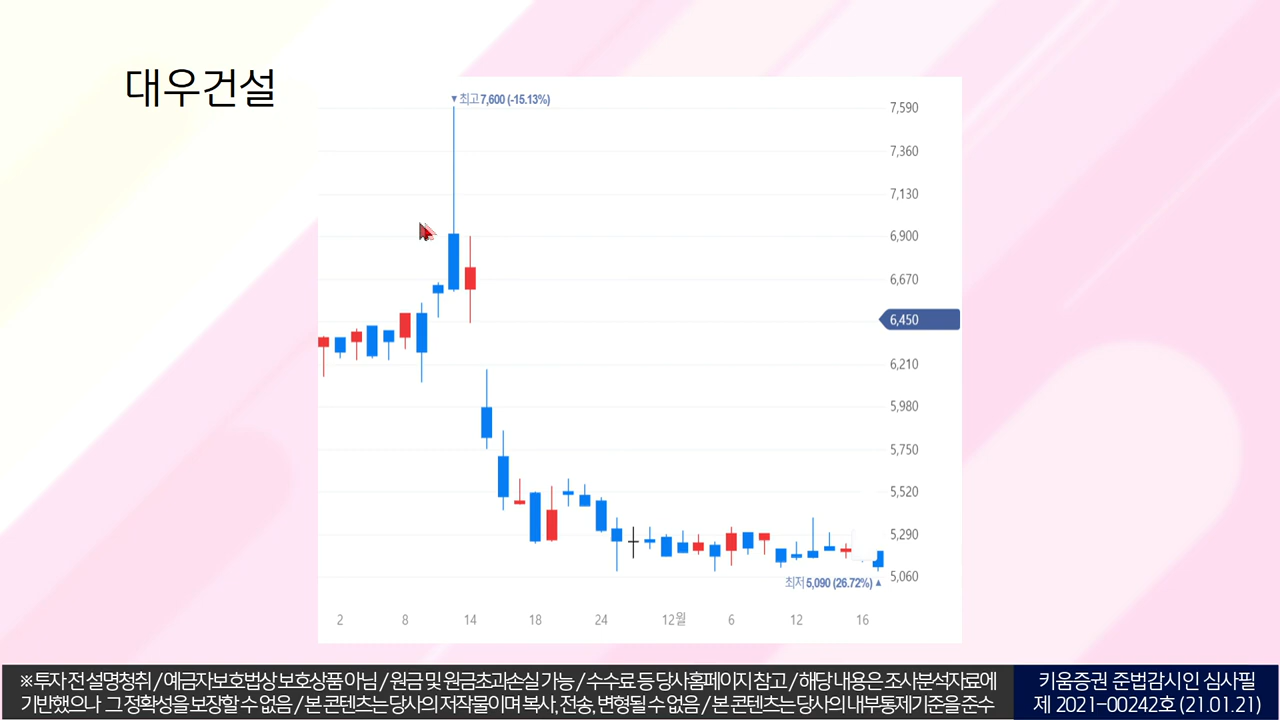 대우건설
▼최고 7,600 (-15.13%)
7,590
7,360
7,130
6,900
6,670
6,450
6,210
5,980
5,750
5,520
5,290
5,060
최저 5,090 (26.72%) ▲
2 8 14 18 24 12월 6 12 16
※투자 전 설명청취 / 예금자보호법상 보호상품 아님 / 원금 및 원금초과손실 가능 / 수수료 등 당사홈페이지 참고 / 해당 내용은 조사분석자료에
기반했으나 그 정확성을 보장할 수 없음 / 본 콘텐츠는 당사의 저작물이며 복사, 전송, 변형될 수 없음 / 본 콘텐츠는 당사의 내부통제기준을 준수
키움증권 준법감시인 심사필
제 2021-00242호 (21.01.21)